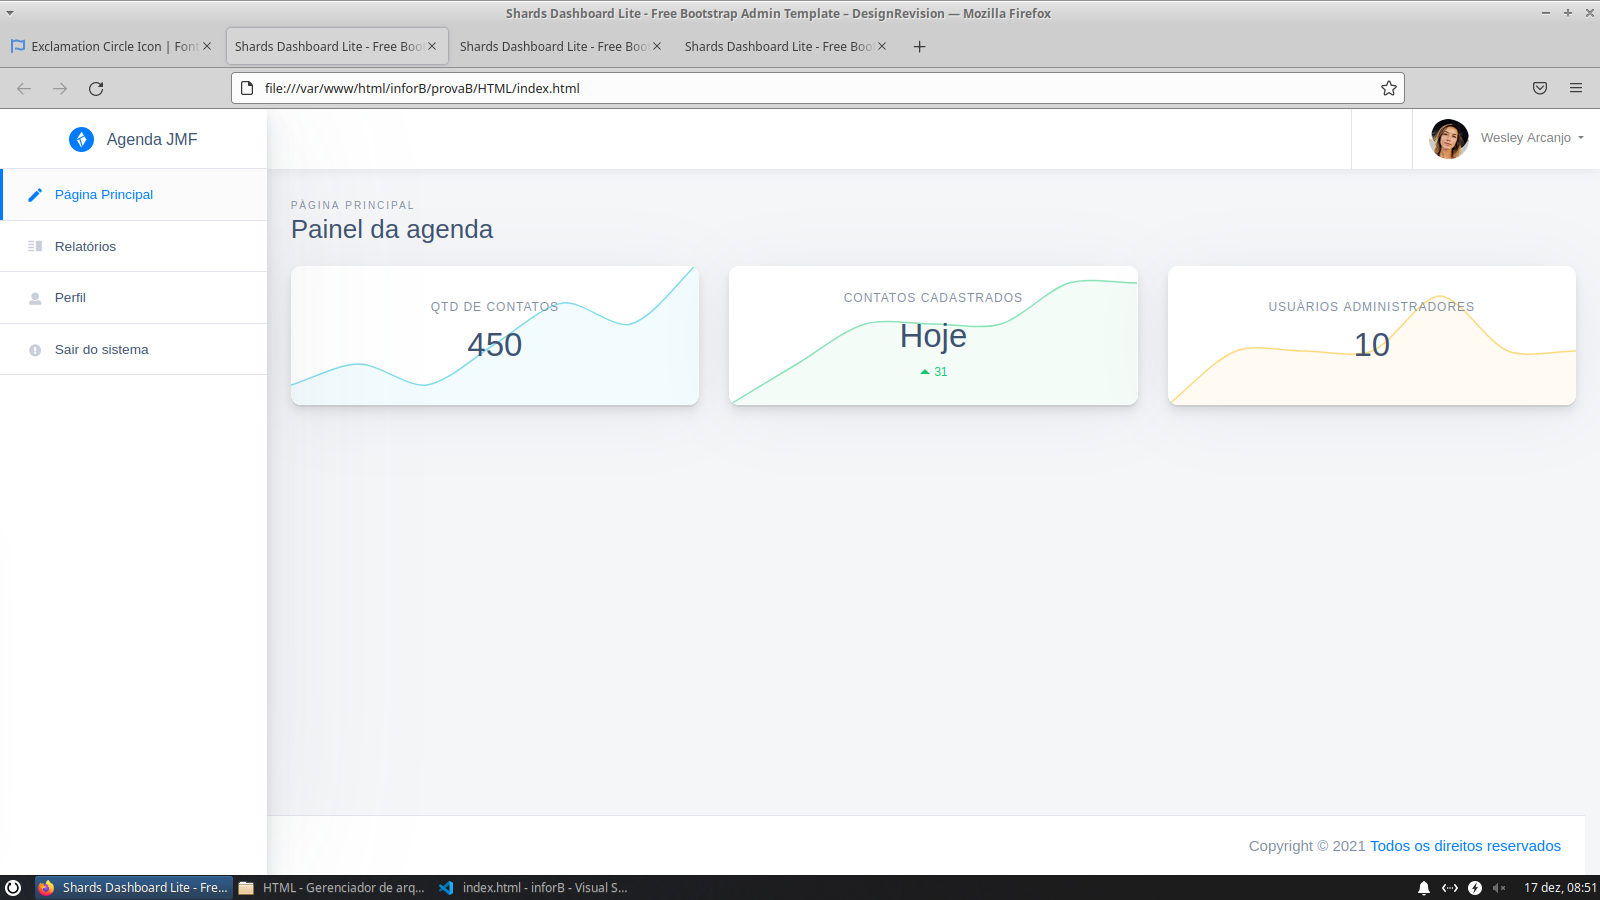 Shards Dashboard Lite - Free Bootstrap Admin Template – DesignRevision — Mozilla Firefox
Exclamation Circle Icon | Font
Shards Dashboard Lite - Free Boot
Shards Dashboard Lite - Free Boot
Shards Dashboard Lite - Free Boot
file:///var/www/html/inforB/provaB/HTML/index.html
Agenda JMF
Wesley Arcanjo
Página Principal
Relatórios
Perfil
Sair do sistema
PÁGINA PRINCIPAL
Painel da agenda
QTD DE CONTATOS
450
CONTATOS CADASTRADOS
Hoje
31
USUÀRIOS ADMINISTRADORES
10
Copyright © 2021 Todos os direitos reservados
Shards Dashboard Lite - Fre...
HTML - Gerenciador de arq...
index.html - inforB - Visual S...
17 dez, 08:51